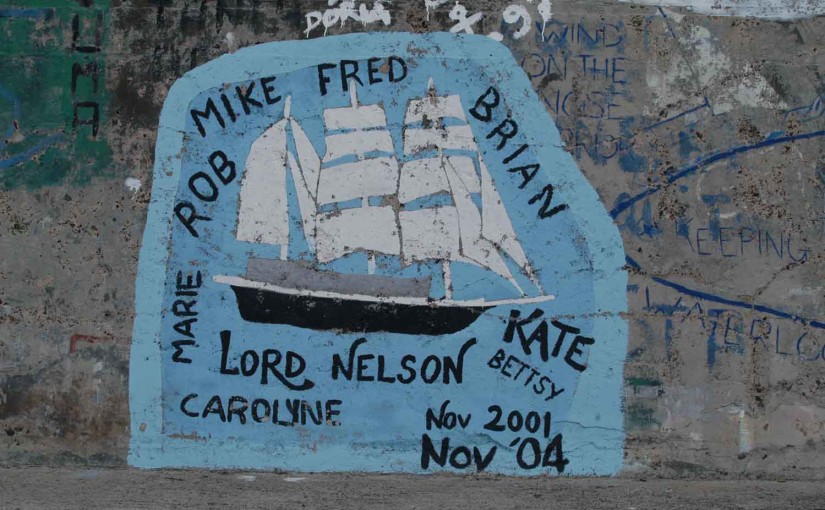 MIKE
FRED
BRIAN
ROB
MARIE
LORD NELSON
KATE
BETTSY
CAROLYNE
NOV 2001
NOV '04
WIND
ON THE
KEEPING